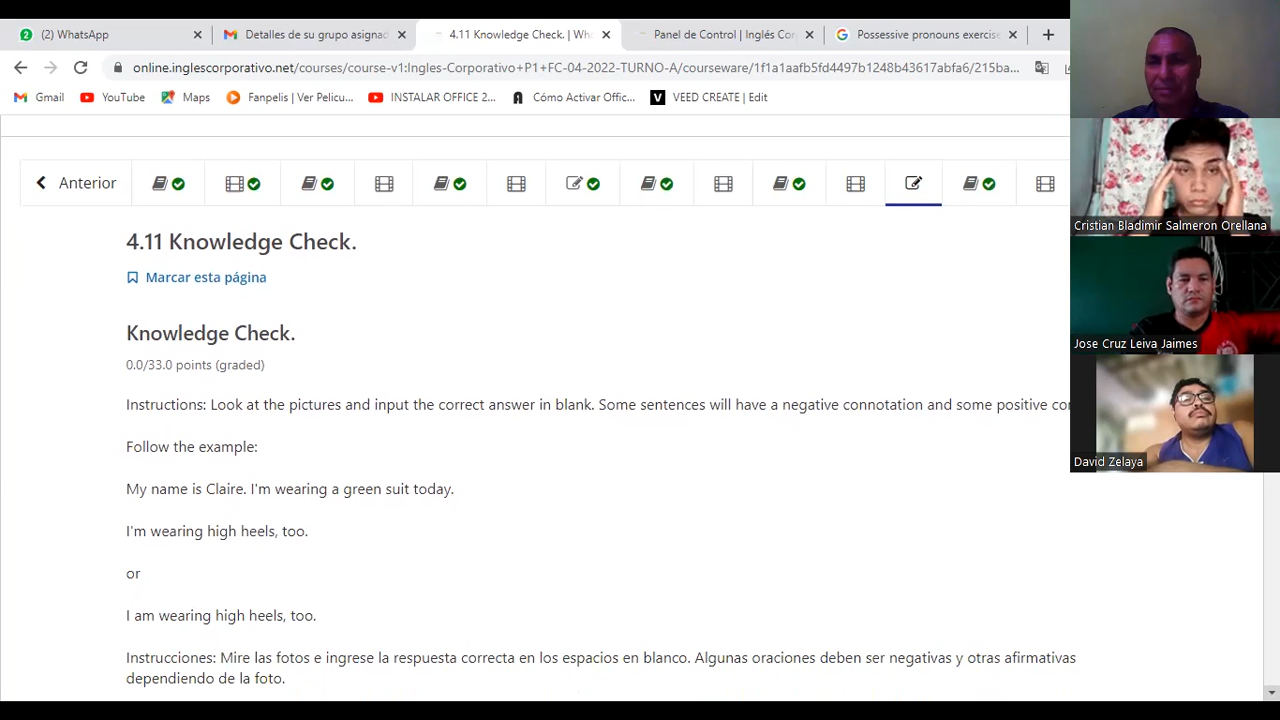 (2) WhatsApp
Detalles de su grupo asignad
4.11 Knowledge Check. | Wh
Panel de Control | Inglés Cor
Possessive pronouns exercise
online.inglescorporativo.net/courses/course-v1:Ingles-Corporativo+P1+FC-04-2022-TURNO-A/courseware/1f1a1aafb5fd4497b1248b43617abfa6/215ba...
Gmail
YouTube
Maps
Fanpelis | Ver Pelicu...
INSTALAR OFFICE 2...
Cómo Activar Offic...
VEED CREATE | Edit
Anterior
4.11 Knowledge Check.
Marcar esta página
Knowledge Check.
0.0/33.0 points (graded)
Instructions: Look at the pictures and input the correct answer in blank. Some sentences will have a negative connotation and some positive co
Follow the example:
My name is Claire. I'm wearing a green suit today.
I'm wearing high heels, too.
or
I am wearing high heels, too.
Instrucciones: Mire las fotos e ingrese la respuesta correcta en los espacios en blanco. Algunas oraciones deben ser negativas y otras afirmativas
dependiendo de la foto.
Cristian Bladimir Salmeron Orellana
Jose Cruz Leiva Jaimes
David Zelaya